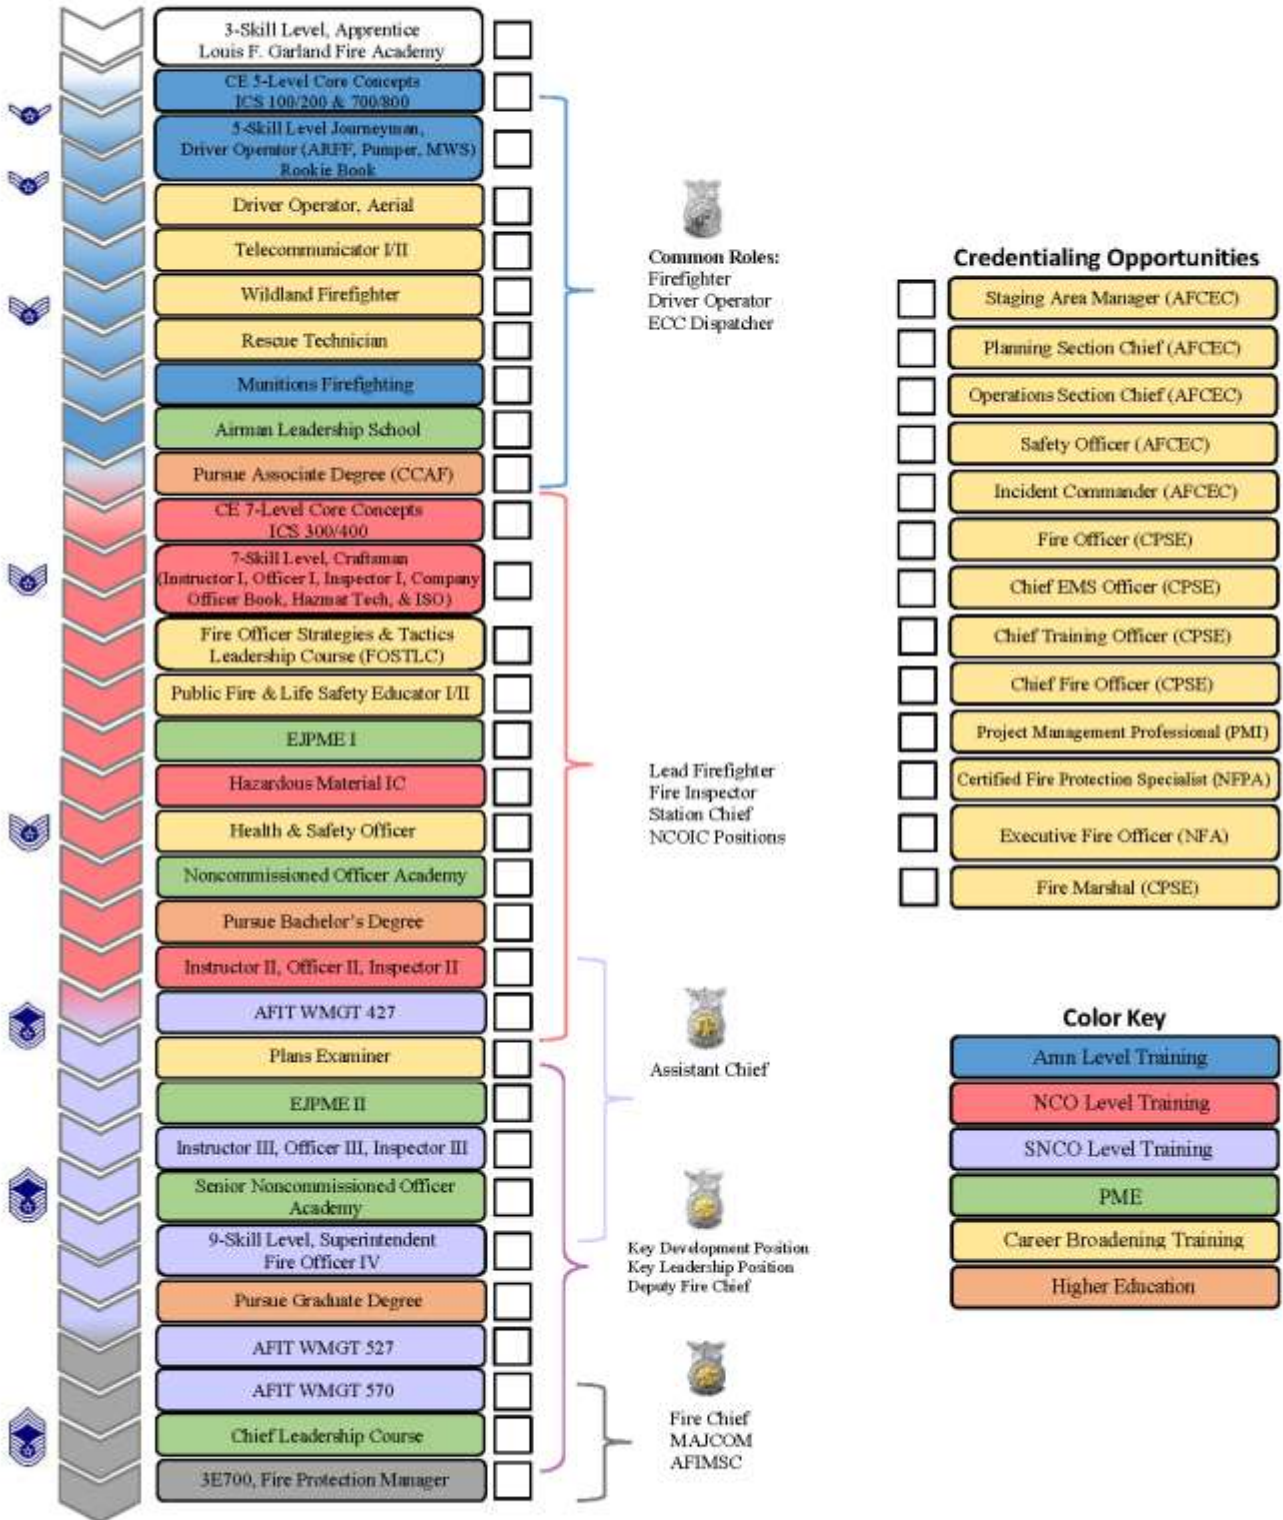 3-Skill Level, Apprentice
Louis F. Garland Fire Academy
CE 5-Level Core Concepts
ICS 100/200 & 700/800
5-Skill Level Journeyman,
Driver Operator (ARFF, Pumper, MWS)
Rookie Book
Driver Operator, Aerial
Telecommunicator I/II
Wildland Firefighter
Rescue Technician
Munitions Firefighting
Airman Leadership School
Pursue Associate Degree (CCAF)
CE 7-Level Core Concepts
ICS 300/400
7-Skill Level, Craftsman
(Instructor I, Officer I, Inspector I, Company
Officer Book, Hazmat Tech, & ISO)
Fire Officer Strategies & Tactics
Leadership Course (FOSTLC)
Public Fire & Life Safety Educator I/II
EJPME I
Hazardous Material IC
Health & Safety Officer
Noncommissioned Officer Academy
Pursue Bachelor's Degree
Instructor II, Officer II, Inspector II
AFIT WMGT 427
Plans Examiner
EJPME II
Instructor III, Officer III, Inspector III
Senior Noncommissioned Officer
Academy
9-Skill Level, Superintendent
Fire Officer IV
Pursue Graduate Degree
AFIT WMGT 527
AFIT WMGT 570
Chief Leadership Course
3E700, Fire Protection Manager
Common Roles:
Firefighter
Driver Operator
ECC Dispatcher
Lead Firefighter
Fire Inspector
Station Chief
NCOIC Positions
Assistant Chief
Key Development Position
Key Leadership Position
Deputy Fire Chief
Fire Chief
MAJCOM
AFIMSC
Credentialing Opportunities
Staging Area Manager (AFCEC)
Planning Section Chief (AFCEC)
Operations Section Chief (AFCEC)
Safety Officer (AFCEC)
Incident Commander (AFCEC)
Fire Officer (CPSE)
Chief EMS Officer (CPSE)
Chief Training Officer (CPSE)
Chief Fire Officer (CPSE)
Project Management Professional (PMI)
Certified Fire Protection Specialist (NFPA)
Executive Fire Officer (NFA)
Fire Marshal (CPSE)
Color Key
Amn Level Training
NCO Level Training
SNCO Level Training
PME
Career Broadening Training
Higher Education